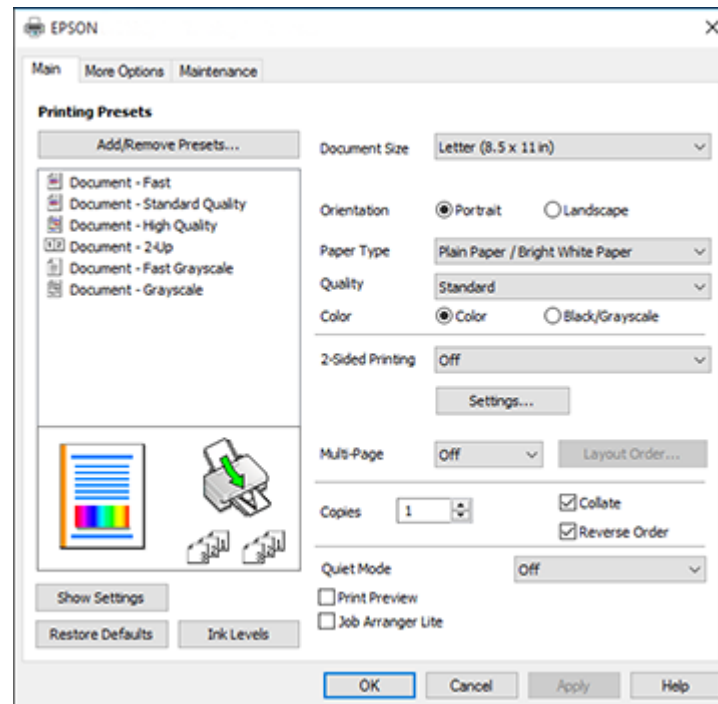 EPSON
Main More Options Maintenance
Printing Presets
Add/Remove Presets...
Document - Fast
Document - Standard Quality
Document - High Quality
Document - 2-Up
Document - Fast Grayscale
Document - Grayscale
Show Settings
Restore Defaults Ink Levels
Document Size Letter (8.5 x 11 in)
Orientation Portrait Landscape
Paper Type Plain Paper / Bright White Paper
Quality Standard
Color Color Black/Grayscale
2-Sided Printing Off
Settings...
Multi-Page Off Layout Order...
Copies 1 Collate
Reverse Order
Quiet Mode Off
Print Preview
Job Arranger Lite
OK Cancel Apply Help